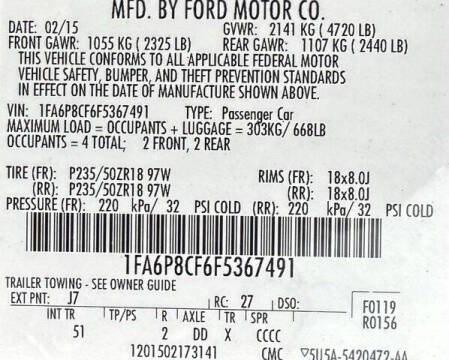 MFD. BY FORD MOTOR CO.
DATE: 02/15 GVWR: 2141 KG ( 4720 LB)
FRONT GAWR: 1055 KG ( 2325 LB) REAR GAWR: 1107 KG ( 2440 LB)
THIS VEHICLE CONFORMS TO ALL APPLICABLE FEDERAL MOTOR
VEHICLE SAFETY, BUMPER, AND THEFT PREVENTION STANDARDS
IN EFFECT ON THE DATE OF MANUFACTURE SHOWN ABOVE.
VIN: 1FA6P8CF6F5367491 TYPE: Passenger Car
MAXIMUM LOAD = OCCUPANTS + LUGGAGE = 303KG/ 668LB
OCCUPANTS = 4 TOTAL; 2 FRONT, 2 REAR
TIRE (FR): P235/50ZR18 97W RIMS (FR): 18x8.0J
(RR): P235/50ZR18 97W (RR): 18x8.0J
PRESSURE (FR): 220 kPa/ 32 PSI COLD (RR): 220 kPa/ 32 PSI COLD
1FA6P8CF6F5367491
TRAILER TOWING - SEE OWNER GUIDE
EXT PNT: J7 RC: 27 DSO: F0119
INT TR TP/PS R AXLE TR SPR R0156
51 2 DD X CCCC
1201502173141 CMC ▽5U5A-5420472-AA